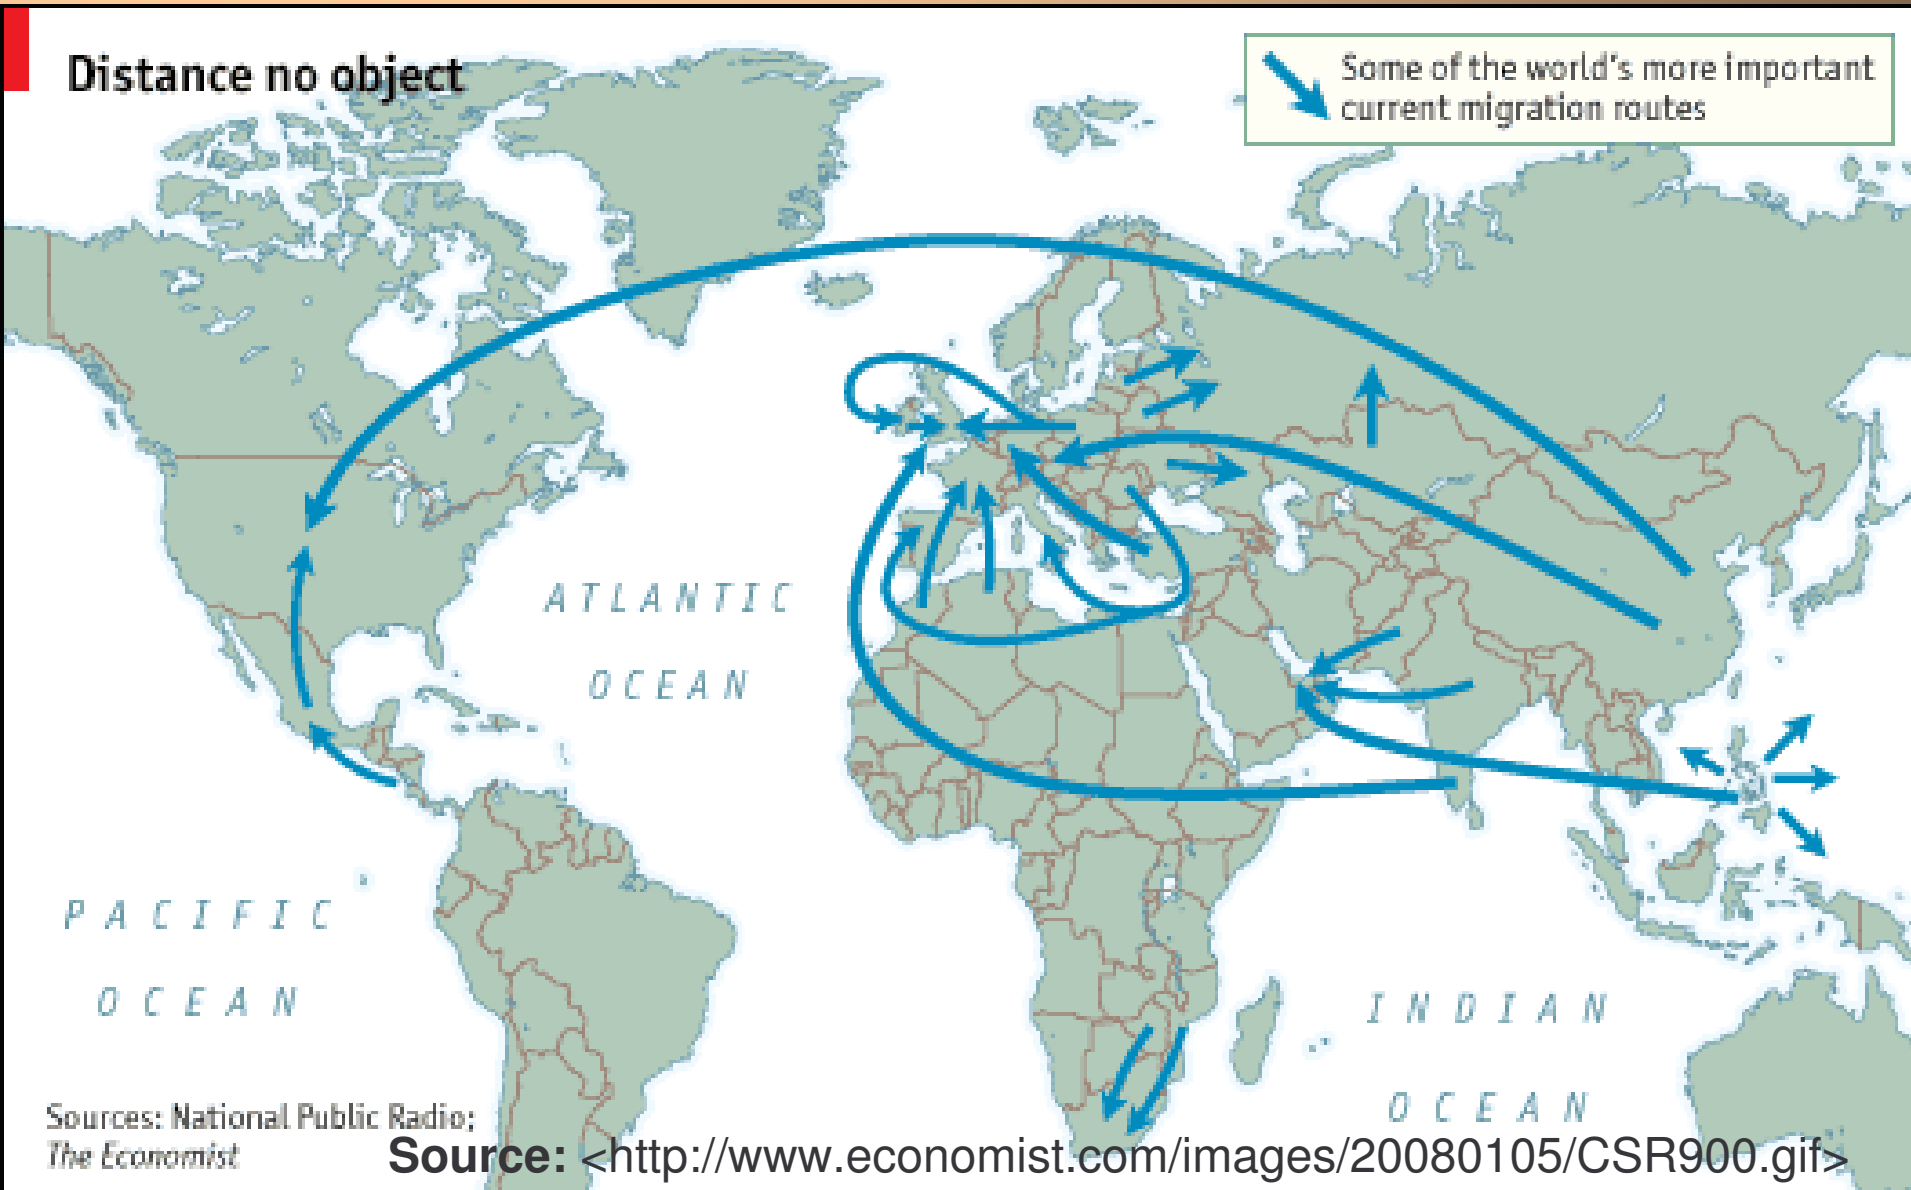 Distance no object
Some of the world's more important
current migration routes
ATLANTIC
OCEAN
PACIFIC
OCEAN
INDIAN
OCEAN
Sources: National Public Radio;
The Economist
Source: <http://www.economist.com/images/20080105/CSR900.gif>